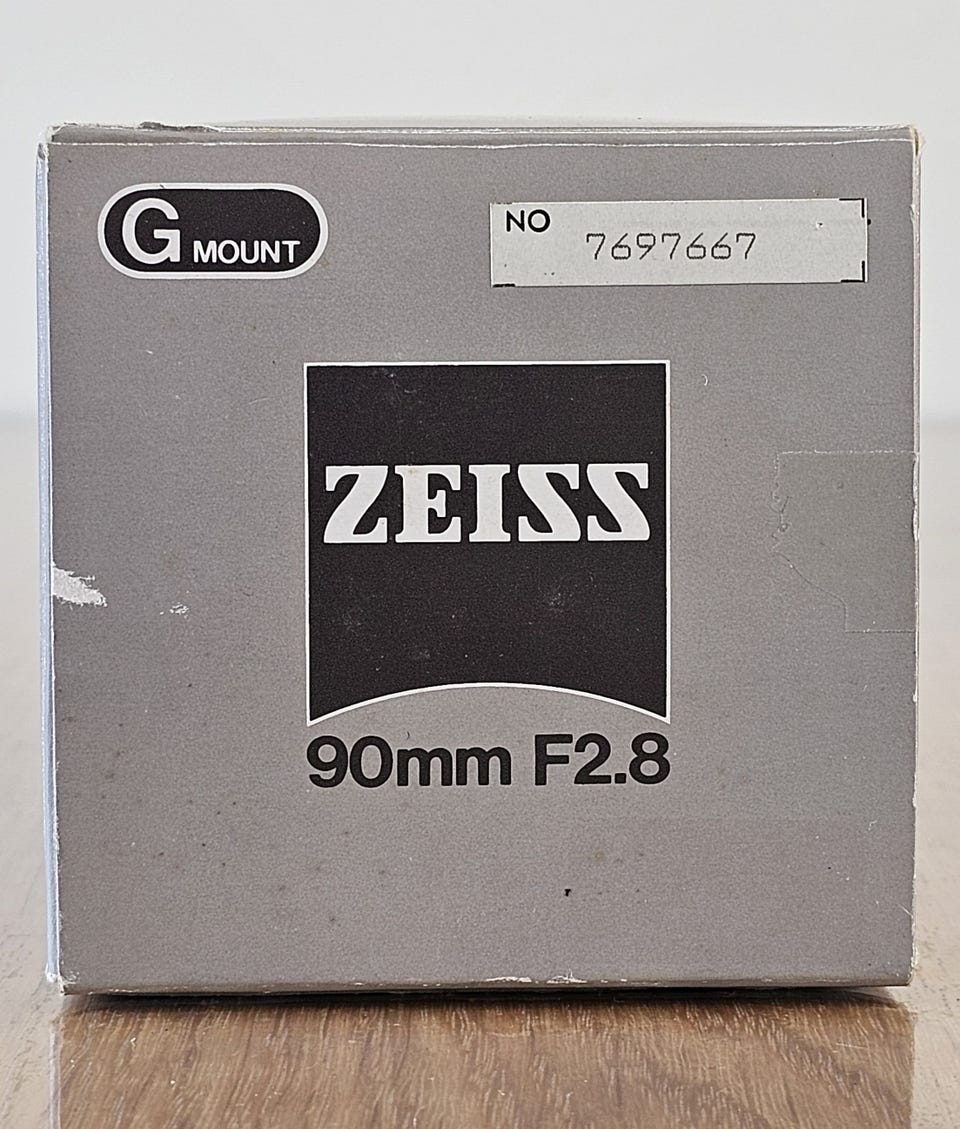 G MOUNT
NO 7697667
ZEISS
90mm F2.8